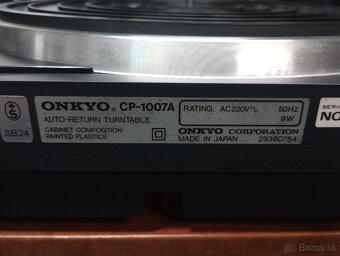 ONKYO® CP-1007A
AUTO-RETURN TURNTABLE
CABINET COMPOSITION
PAINTED PLASTICS
RATING: AC220V~ 50Hz
9W
ONKYO CORPORATION
MADE IN JAPAN 29360754
S
SB24
SERI
NO
Bazos.sk